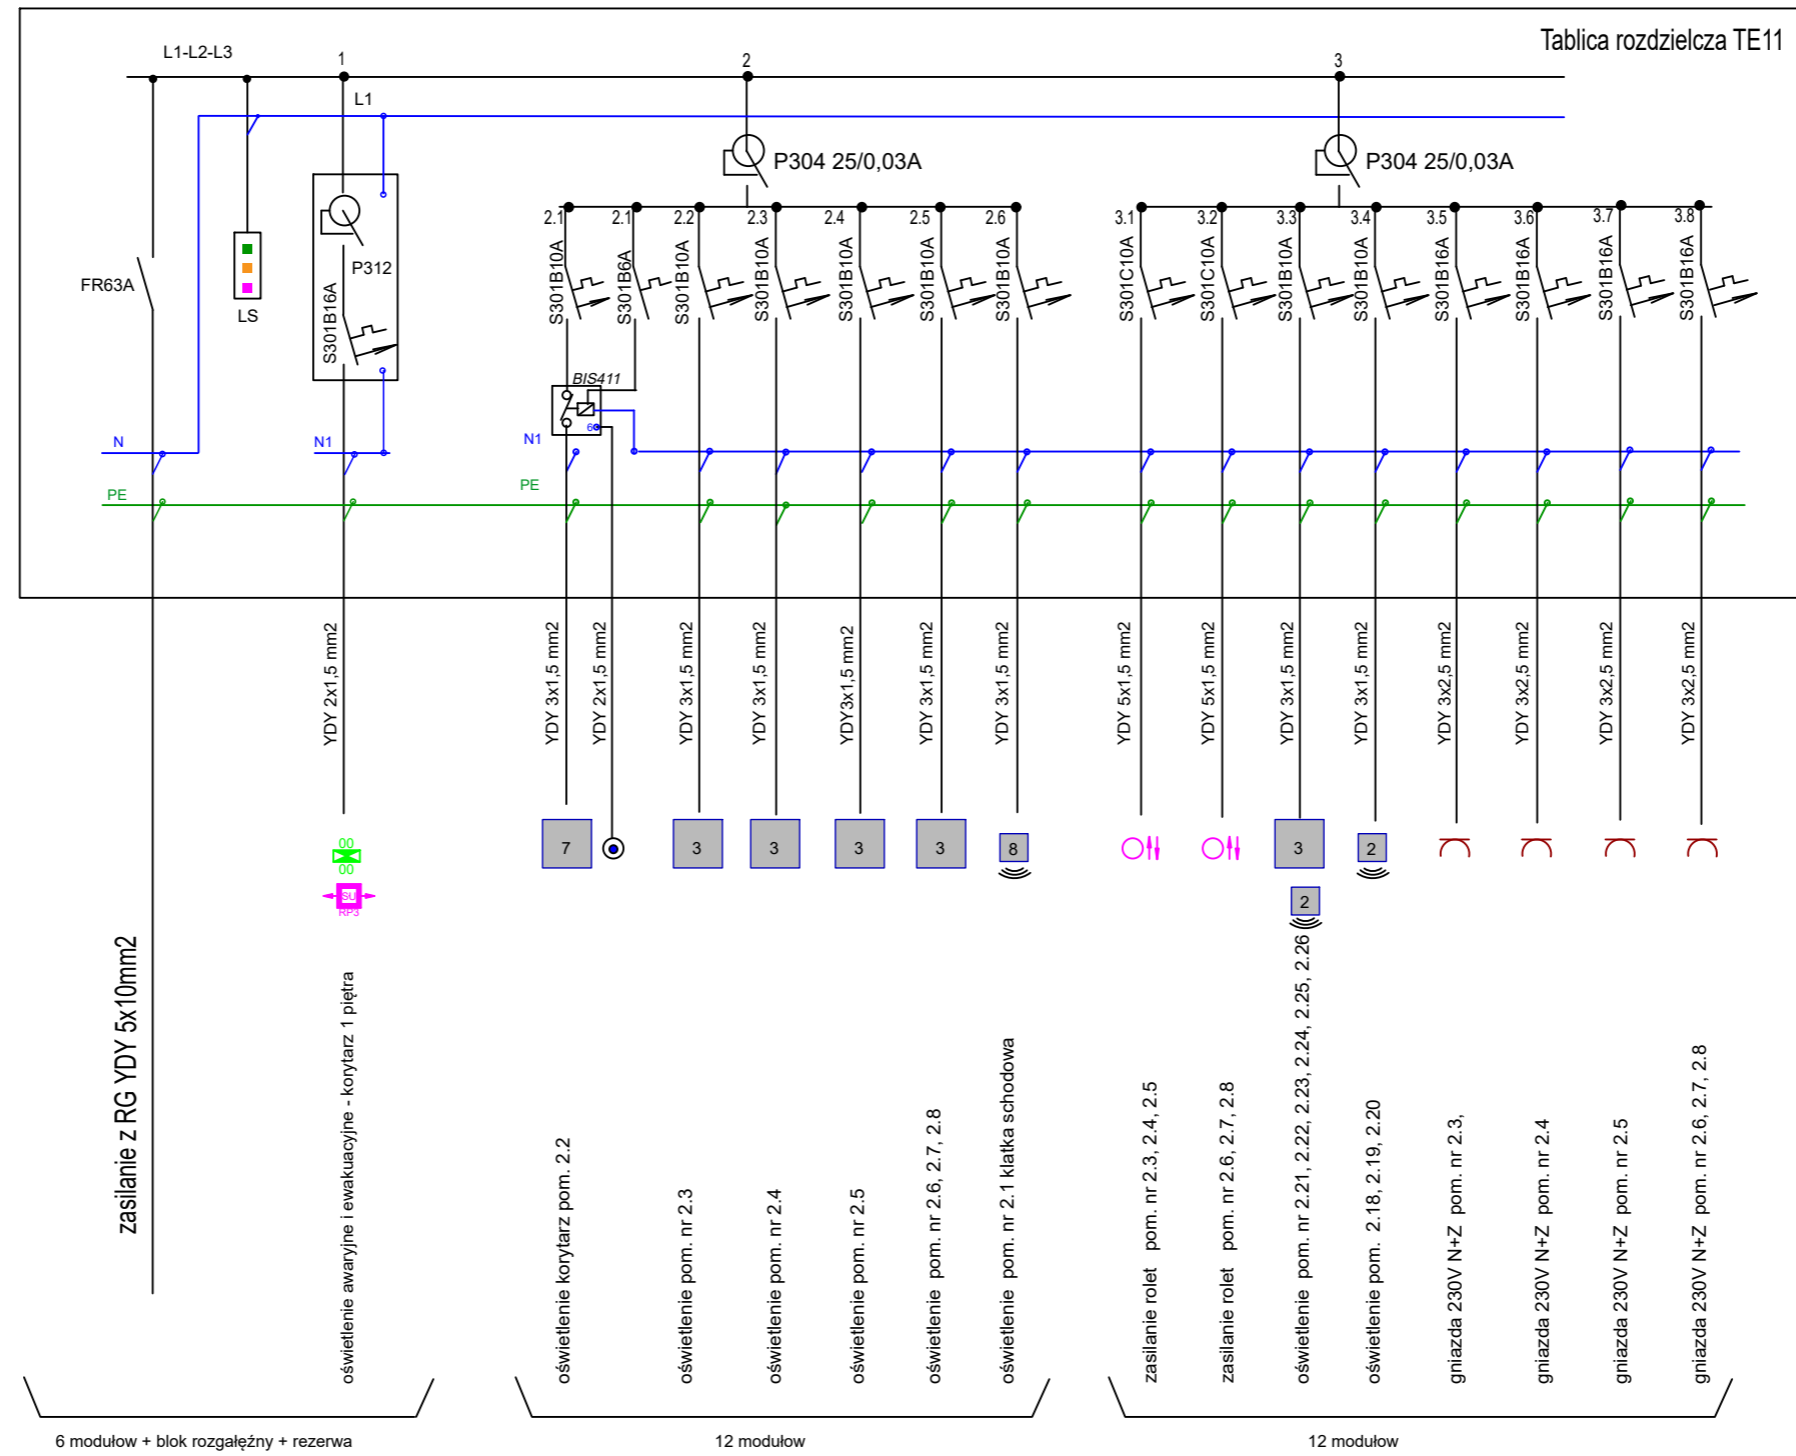 Tablica rozdzielcza TE11
L1-L2-L3
1
2
3
L1
P304 25/0,03A
P304 25/0,03A
FR63A
LS
P312
S301B16A
2.1
2.1
2.2
2.3
2.4
2.5
2.6
3.1
3.2
3.3
3.4
3.5
3.6
3.7
3.8
S301B10A
S301B6A
S301B10A
S301B10A
S301B10A
S301B10A
S301B10A
S301C10A
S301C10A
S301B10A
S301B10A
S301B16A
S301B16A
S301B16A
S301B16A
BIS411
6
N
N1
N1
PE
PE
YDY 2x1,5 mm2
YDY 3x1,5 mm2
YDY 2x1,5 mm2
YDY 3x1,5 mm2
YDY 3x1,5 mm2
YDY3x1,5 mm2
YDY 3x1,5 mm2
YDY 3x1,5 mm2
YDY 5x1,5 mm2
YDY 5x1,5 mm2
YDY 3x1,5 mm2
YDY 3x1,5 mm2
YDY 3x2,5 mm2
YDY 3x2,5 mm2
YDY 3x2,5 mm2
YDY 3x2,5 mm2
00
00
SU
RP3
7
3
3
3
3
8
3
2
2
zasilanie z RG YDY 5x10mm2
oświetlenie awaryjne i ewakuacyjne - korytarz 1 piętra
oświetlenie korytarz pom. 2.2
oświetlenie pom. nr 2.3
oświetlenie pom. nr 2.4
oświetlenie pom. nr 2.5
oświetlenie pom. nr 2.6, 2.7, 2.8
oświetlenie pom. nr 2.1 klatka schodowa
zasilanie rolet pom. nr 2.3, 2.4, 2.5
zasilanie rolet pom. nr 2.6, 2.7, 2.8
oświetlenie pom. nr 2.21, 2.22, 2.23, 2.24, 2.25, 2.26
oświetlenie pom. 2.18, 2.19, 2.20
gniazda 230V N+Z pom. nr 2.3,
gniazda 230V N+Z pom. nr 2.4
gniazda 230V N+Z pom. nr 2.5
gniazda 230V N+Z pom. nr 2.6, 2.7, 2.8
6 modułow + blok rozgałęźny + rezerwa
12 modułow
12 modułow